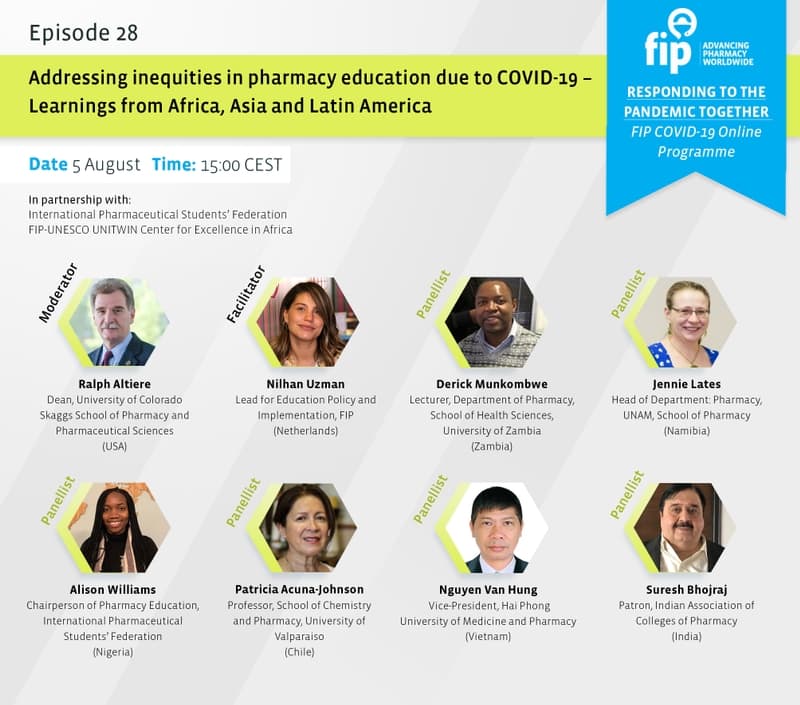 Episode 28
Addressing inequities in pharmacy education due to COVID-19 –
Learnings from Africa, Asia and Latin America
fip
ADVANCING
PHARMACY
WORLDWIDE
RESPONDING TO THE
PANDEMIC TOGETHER
FIP COVID-19 Online
Programme
Date 5 August Time: 15:00 CEST
In partnership with:
International Pharmaceutical Students’ Federation
FIP-UNESCO UNITWIN Center for Excellence in Africa
Moderator
Ralph Altiere
Dean, University of Colorado
Skaggs School of Pharmacy and
Pharmaceutical Sciences
(USA)
Facilitator
Nilhan Uzman
Lead for Education Policy and
Implementation, FIP
(Netherlands)
Panellist
Derick Munkombwe
Lecturer, Department of Pharmacy,
School of Health Sciences,
University of Zambia
(Zambia)
Panellist
Jennie Lates
Head of Department: Pharmacy,
UNAM, School of Pharmacy
(Namibia)
Panellist
Alison Williams
Chairperson of Pharmacy Education,
International Pharmaceutical
Students’ Federation
(Nigeria)
Panellist
Patricia Acuna-Johnson
Professor, School of Chemistry
and Pharmacy, University of
Valparaiso
(Chile)
Panellist
Nguyen Van Hung
Vice-President, Hai Phong
University of Medicine and Pharmacy
(Vietnam)
Panellist
Suresh Bhojraj
Patron, Indian Association of
Colleges of Pharmacy
(India)